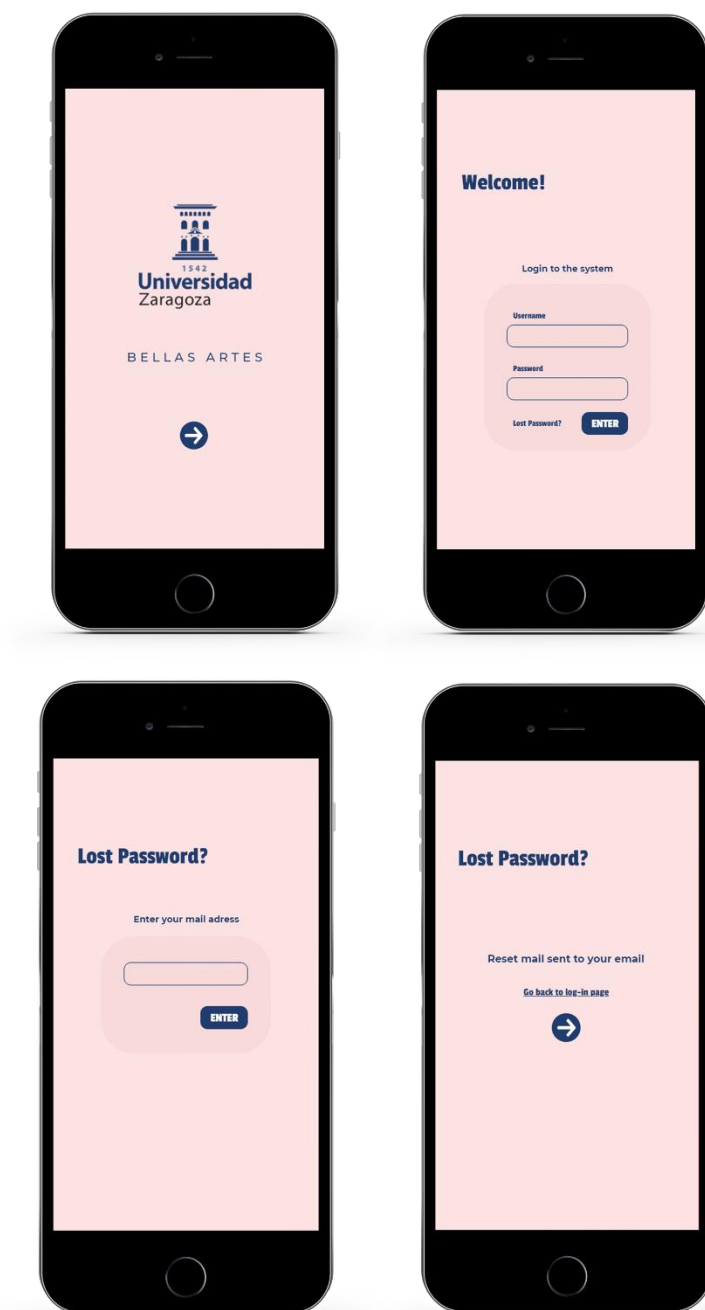 1542
Universidad
Zaragoza
BELLAS ARTES
Welcome!
Login to the system
Username
Password
Lost Password?
ENTER
Lost Password?
Enter your mail adress
ENTER
Lost Password?
Reset mail sent to your email
Go back to log-in page